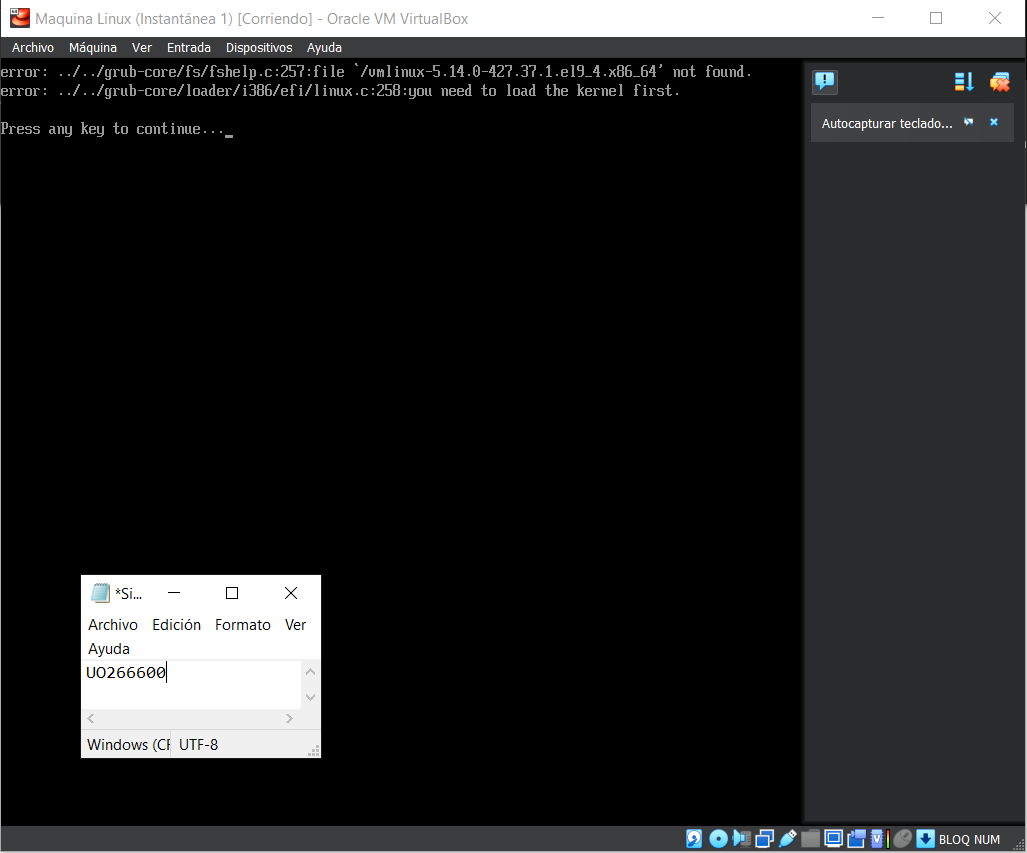 Maquina Linux (Instantánea 1) [Corriendo] - Oracle VM VirtualBox
Archivo Máquina Ver Entrada Dispositivos Ayuda
error: ../../grub-core/fs/fshelp.c:257:file `/vmlinux-5.14.0-427.37.1.el9_4.x86_64' not found.
error: ../../grub-core/loader/i386/efi/linux.c:258:you need to load the kernel first.
Press any key to continue..._
Autocapturar teclado...
*Si...
Archivo Edición Formato Ver
Ayuda
UO266600
Windows (CF UTF-8
BLOQ NUM